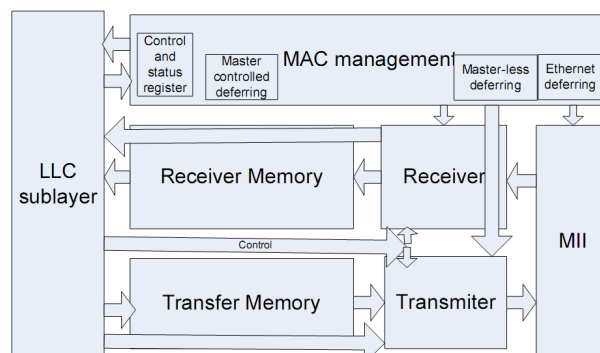 Control
and
status
register
Master
controlled
deferring
MAC management
Master-less
deferring
Ethernet
deferring
LLC
sublayer
Receiver Memory
Receiver
MII
Control
Transfer Memory
Transmiter